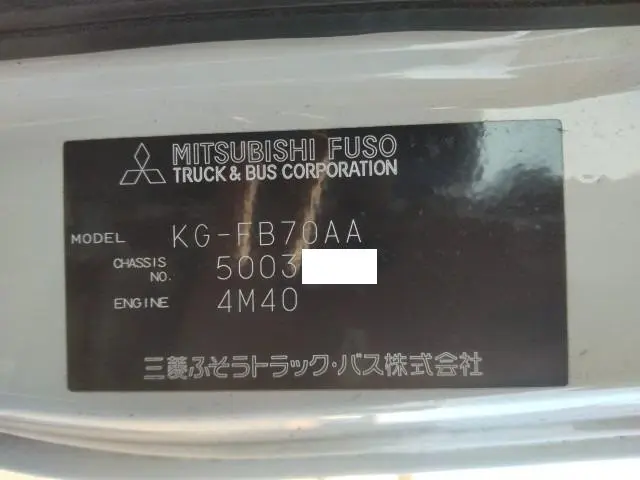 MITSUBISHI FUSO
TRUCK & BUS CORPORATION
MODEL KG-FB70AA
CHASSIS NO. 5003
ENGINE 4M40
三菱ふそうトラック・バス株式会社